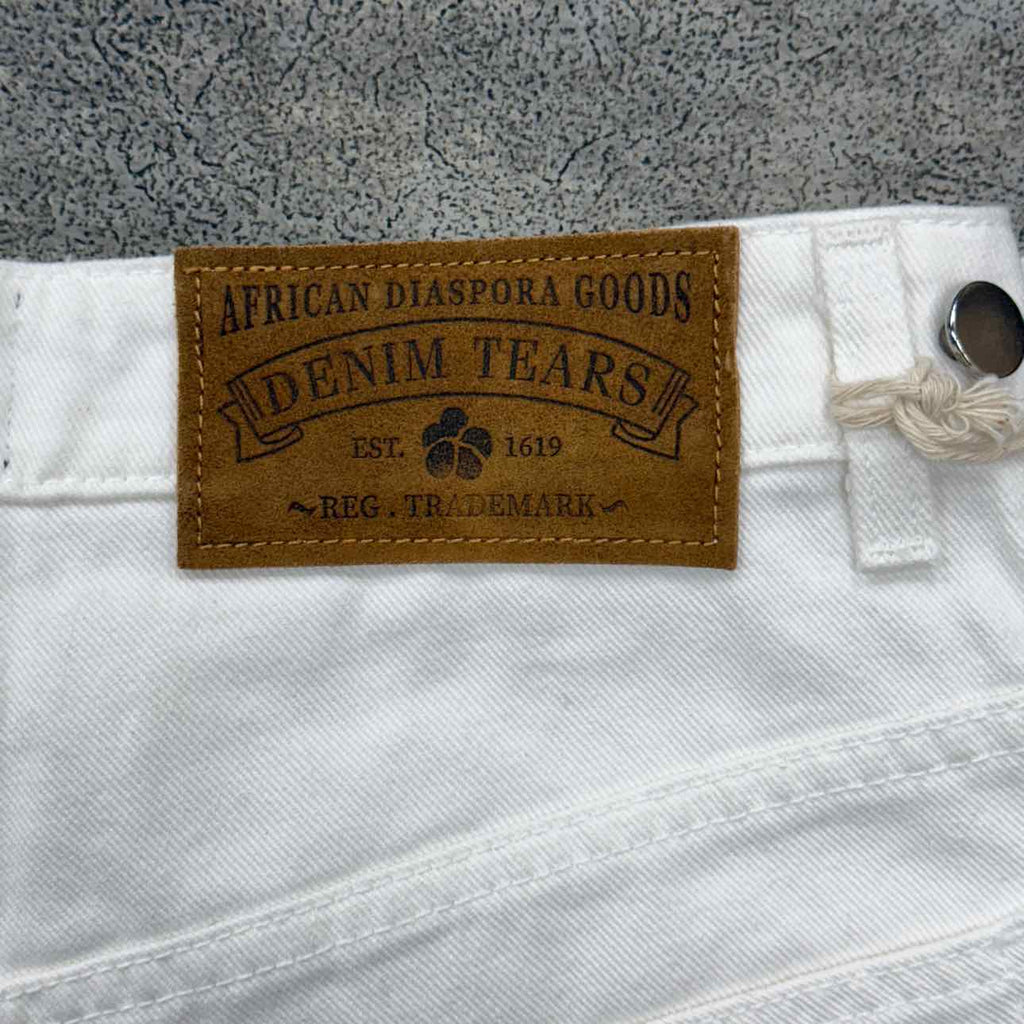 AFRICAN DIASPORA GOODS
DENIM TEARS
EST. 1619
~REG . TRADEMARK~